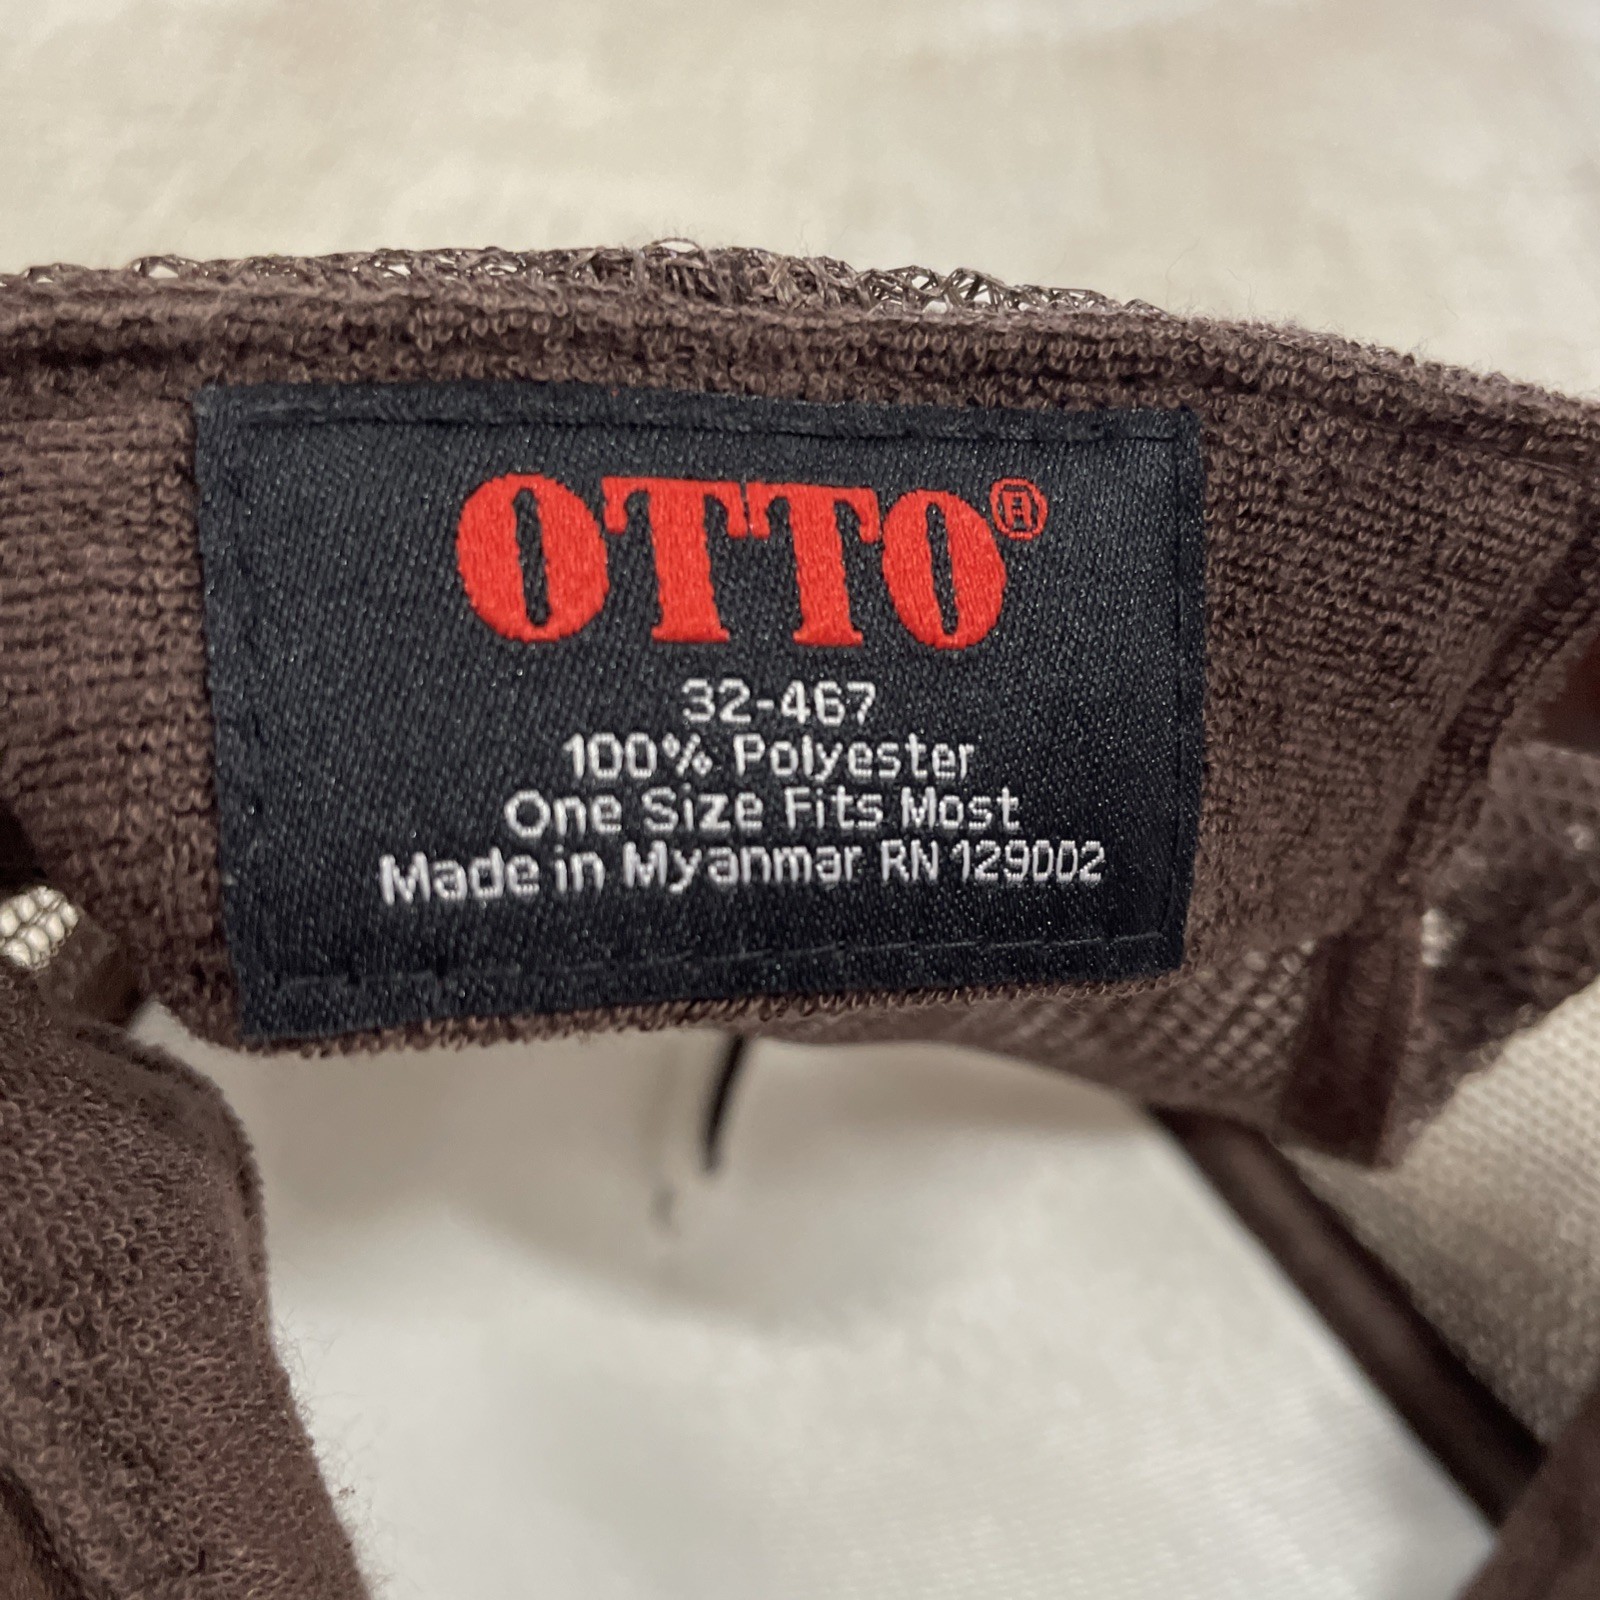 OTTO®
32-467
100% Polyester
One Size Fits Most
Made in Myanmar RN 129002